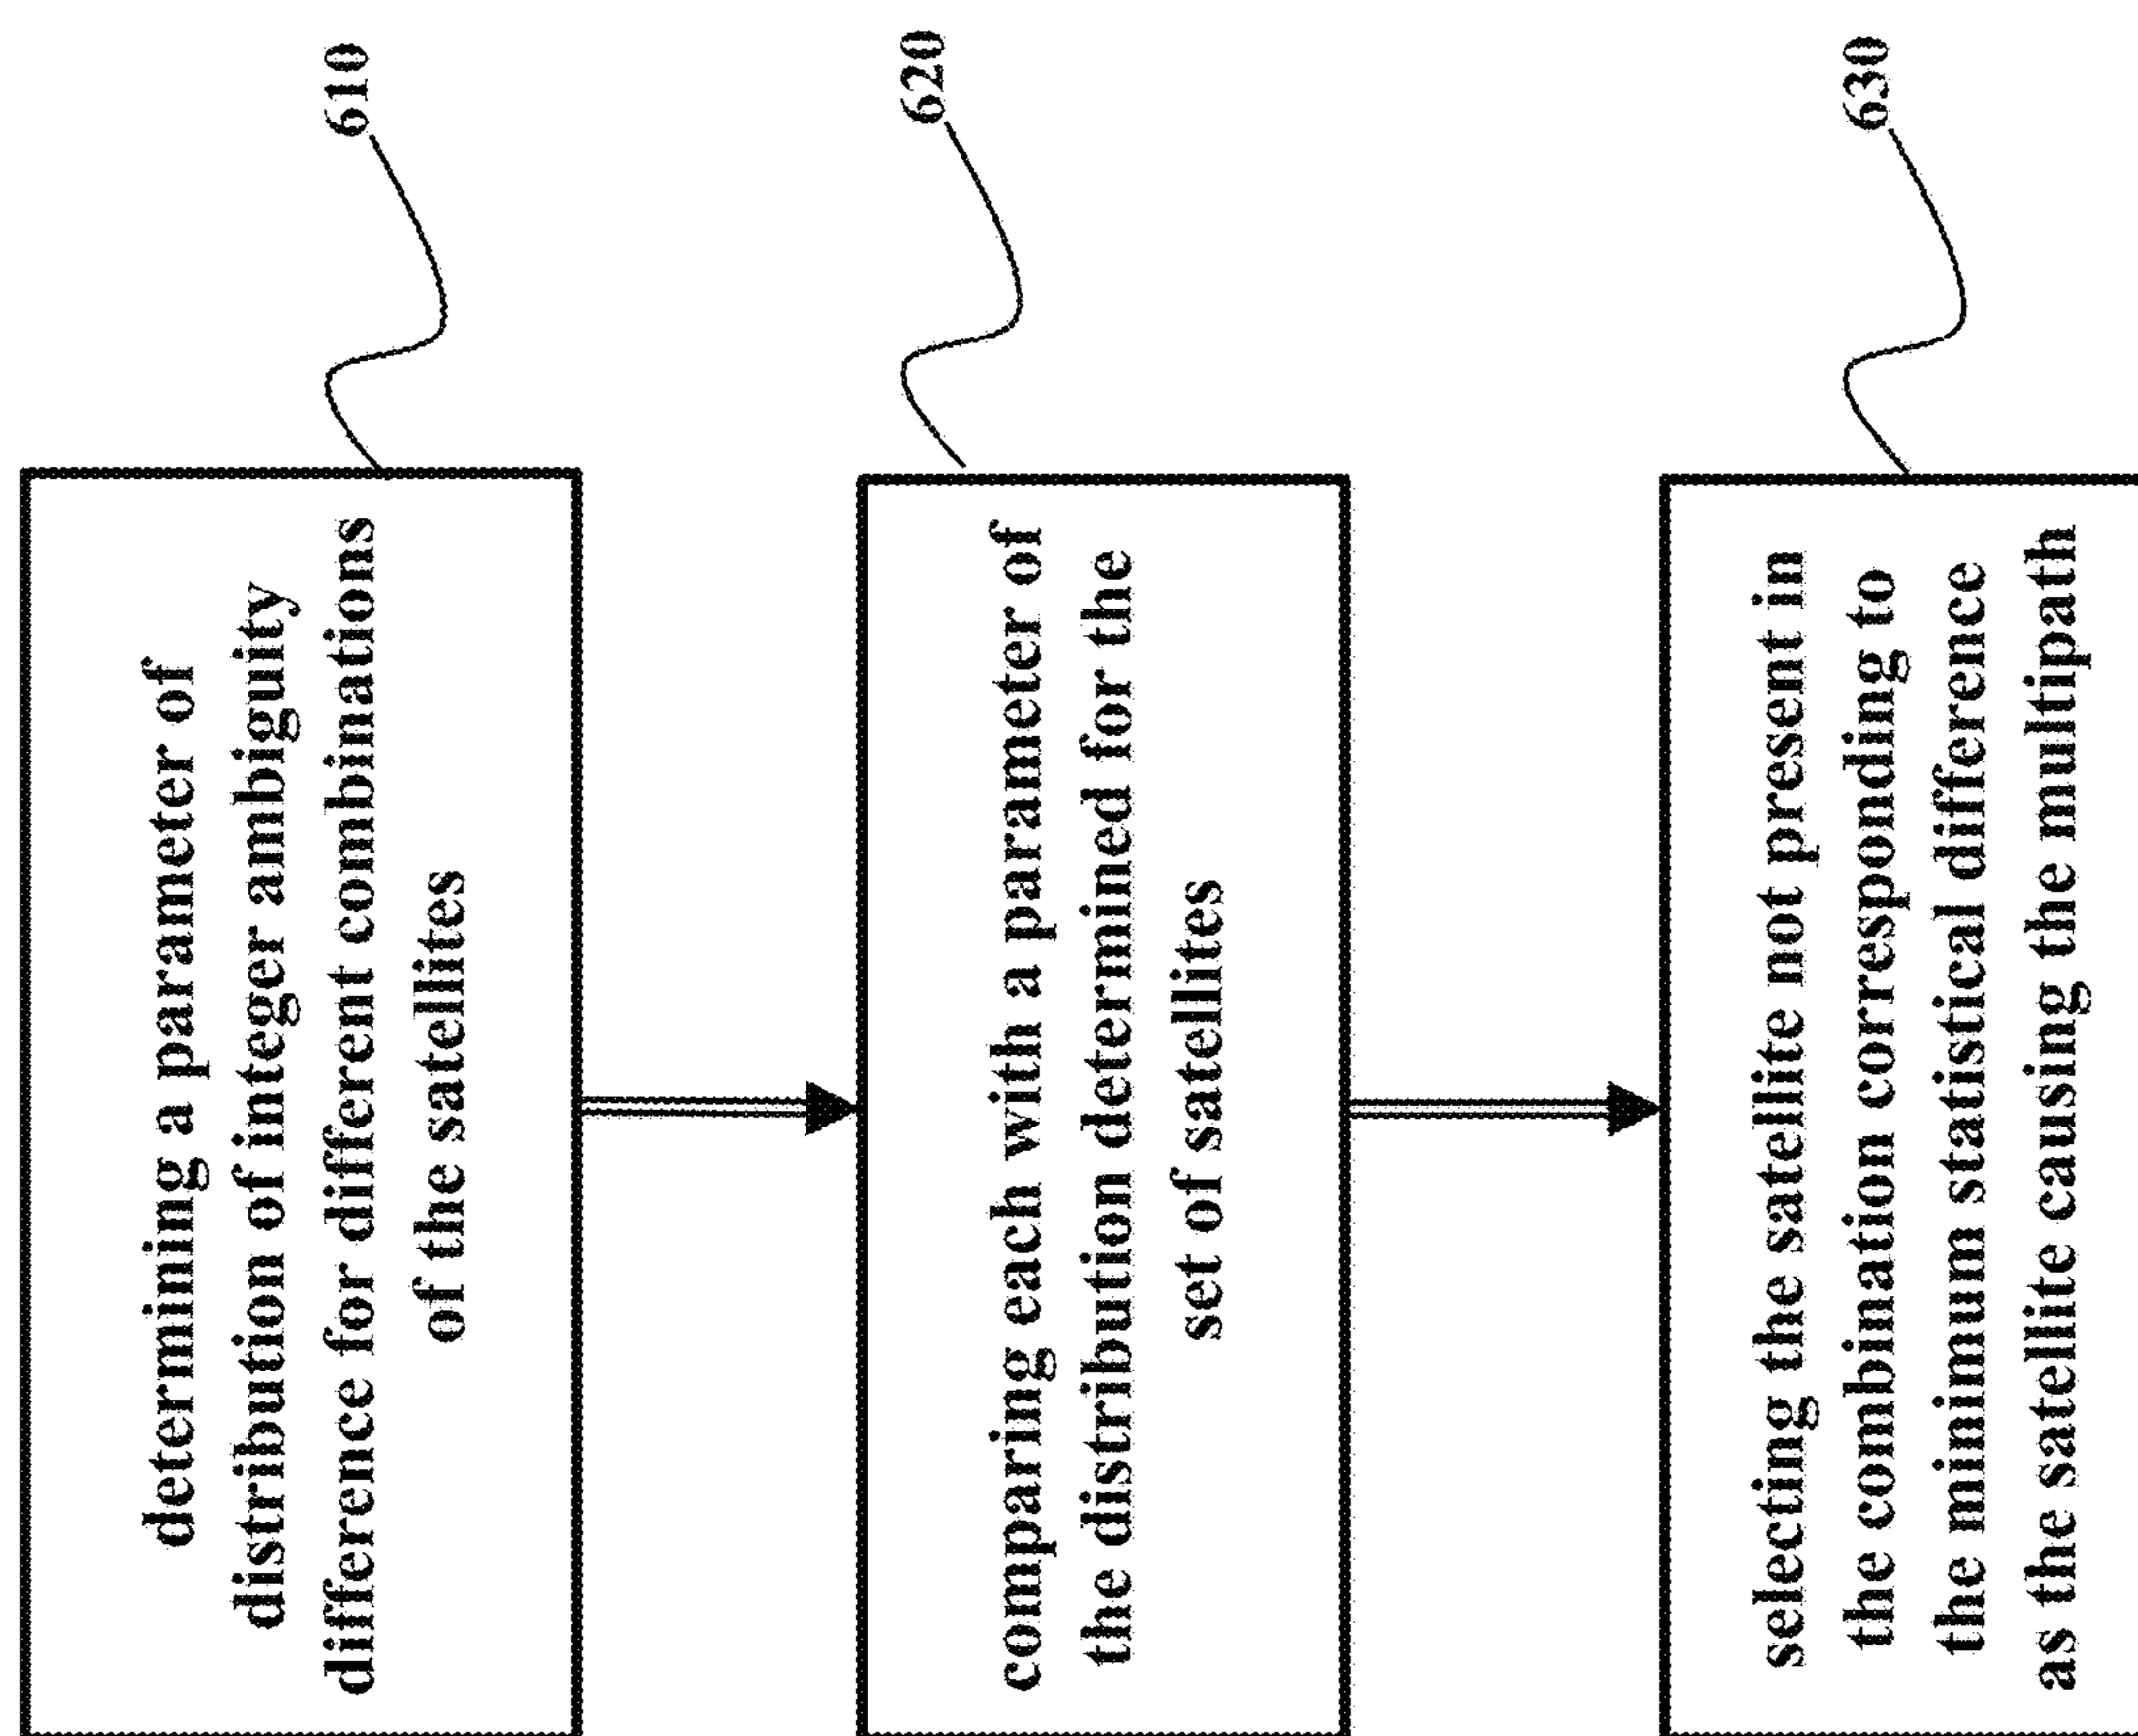 determining a parameter of
distribution of integer ambiguity
difference for different combinations
of the satellites
610
comparing each with a parameter of
the distribution determined for the
set of satellites
620
selecting the satellite not present in
the combination corresponding to
the minimum statistical difference
as the satellite causing the multipath
630